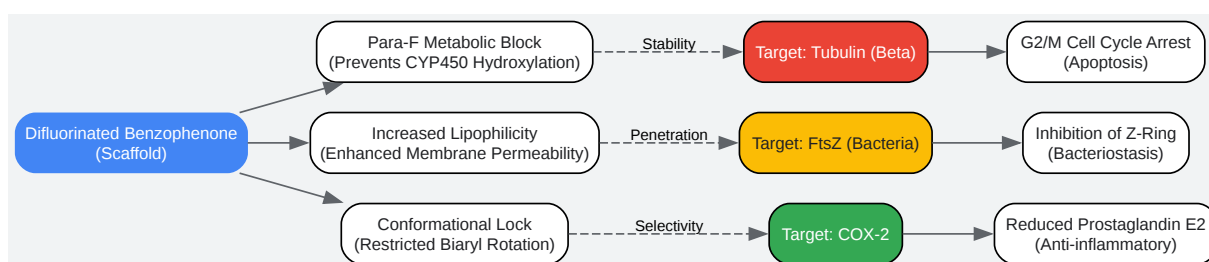 Difluorinated Benzophenone
(Scaffold)
Para-F Metabolic Block
(Prevents CYP450 Hydroxylation)
Stability
Target: Tubulin (Beta)
G2/M Cell Cycle Arrest
(Apoptosis)
Increased Lipophilicity
(Enhanced Membrane Permeability)
Penetration
Target: FtsZ (Bacteria)
Inhibition of Z-Ring
(Bacteriostasis)
Conformational Lock
(Restricted Biaryl Rotation)
Selectivity
Target: COX-2
Reduced Prostaglandin E2
(Anti-inflammatory)